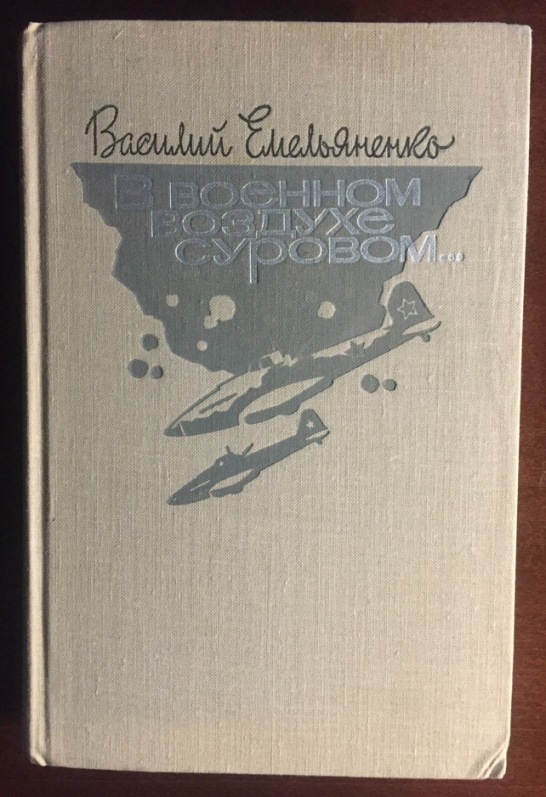 Василий Емельяненко
В военном
воздухе
суровом...